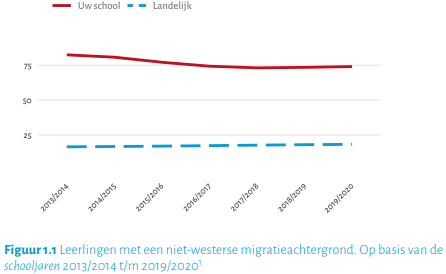 Uw school Landelijk
75
50
25
2013/2014 2014/2015 2015/2016 2016/2017 2017/2018 2018/2019 2019/2020
Figuur 1.1 Leerlingen met een niet-westerse migratieachtergrond. Op basis van de
schooljaren 2013/2014 t/m 2019/2020¹